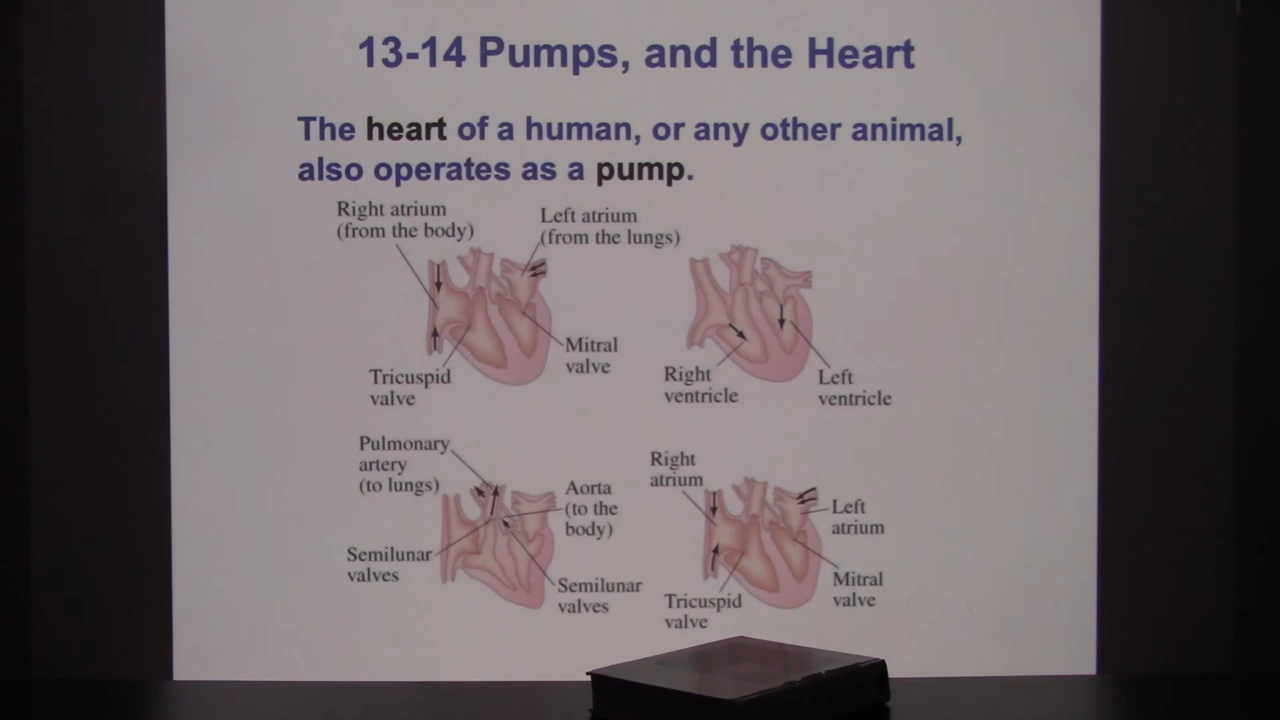 13-14 Pumps, and the Heart
The heart of a human, or any other animal,
also operates as a pump.
Right atrium
(from the body)
Left atrium
(from the lungs)
Mitral
valve
Tricuspid
valve
Right
ventricle
Left
ventricle
Pulmonary
artery
(to lungs)
Aorta
(to the
body)
Semilunar
valves
Semilunar
valves
Right
atrium
Left
atrium
Mitral
valve
Tricuspid
valve